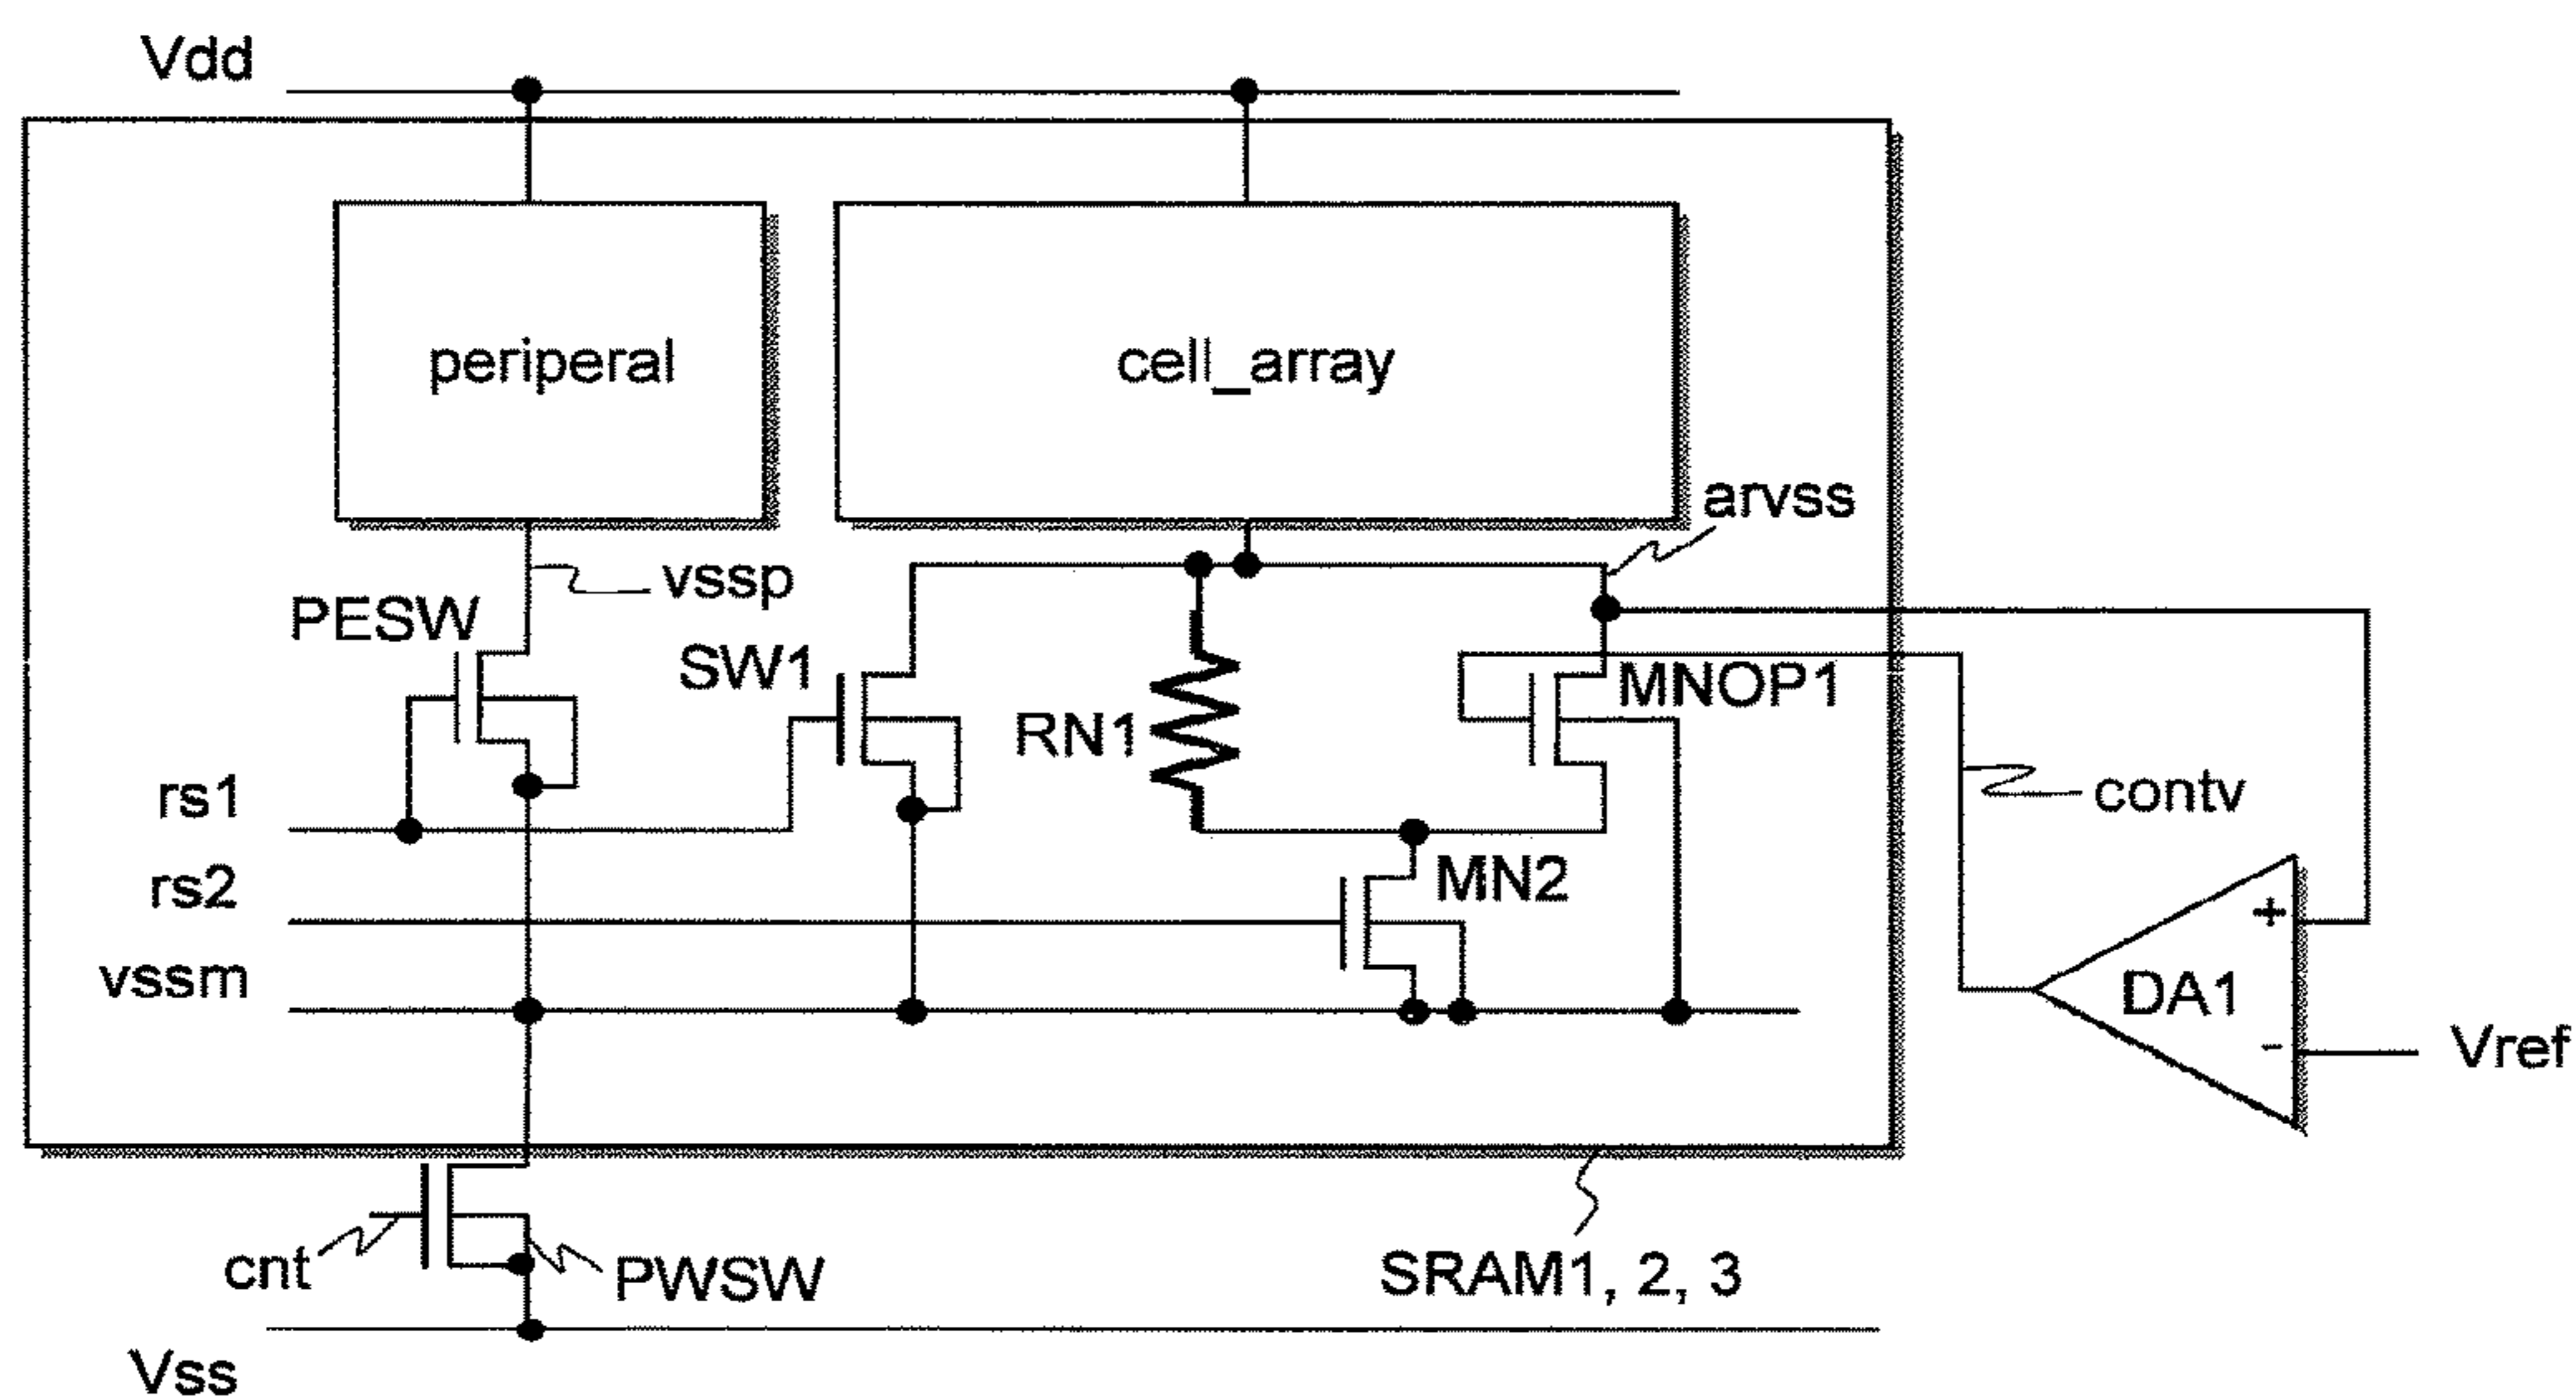 Vdd
periperal
cell_array
arvss
vssp
PESW
SW1
MNOP1
RN1
rs1
contv
rs2
MN2
+
vssm
DA1
-
Vref
cnt
PWSW
SRAM1, 2, 3
Vss